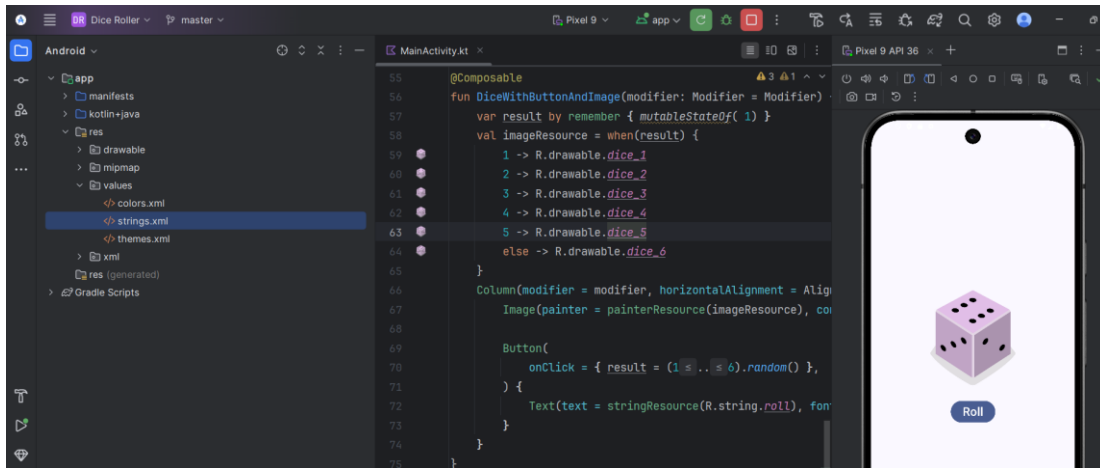 DR Dice Roller master Pixel 9 app
Android
app
manifests
kotlin+java
res
drawable
mipmap
values
</> colors.xml
</> strings.xml
</> themes.xml
xml
res (generated)
Gradle Scripts
MainActivity.kt
3 1
55 @Composable
56 fun DiceWithButtonAndImage(modifier: Modifier = Modifier)
57 var result by remember { mutableStateOf( 1) }
58 val imageResource = when(result) {
59 1 -> R.drawable.dice_1
60 2 -> R.drawable.dice_2
61 3 -> R.drawable.dice_3
62 4 -> R.drawable.dice_4
63 5 -> R.drawable.dice_5
64 else -> R.drawable.dice_6
65 }
66 Column(modifier = modifier, horizontalAlignment = Alig
67 Image(painter = painterResource(imageResource), co
68
69 Button(
70 onClick = { result = (1 ≤ .. ≤ 6).random() },
71 ) {
72 Text(text = stringResource(R.string.roll), fon
73 }
74 }
75 }
Pixel 9 API 36
Roll